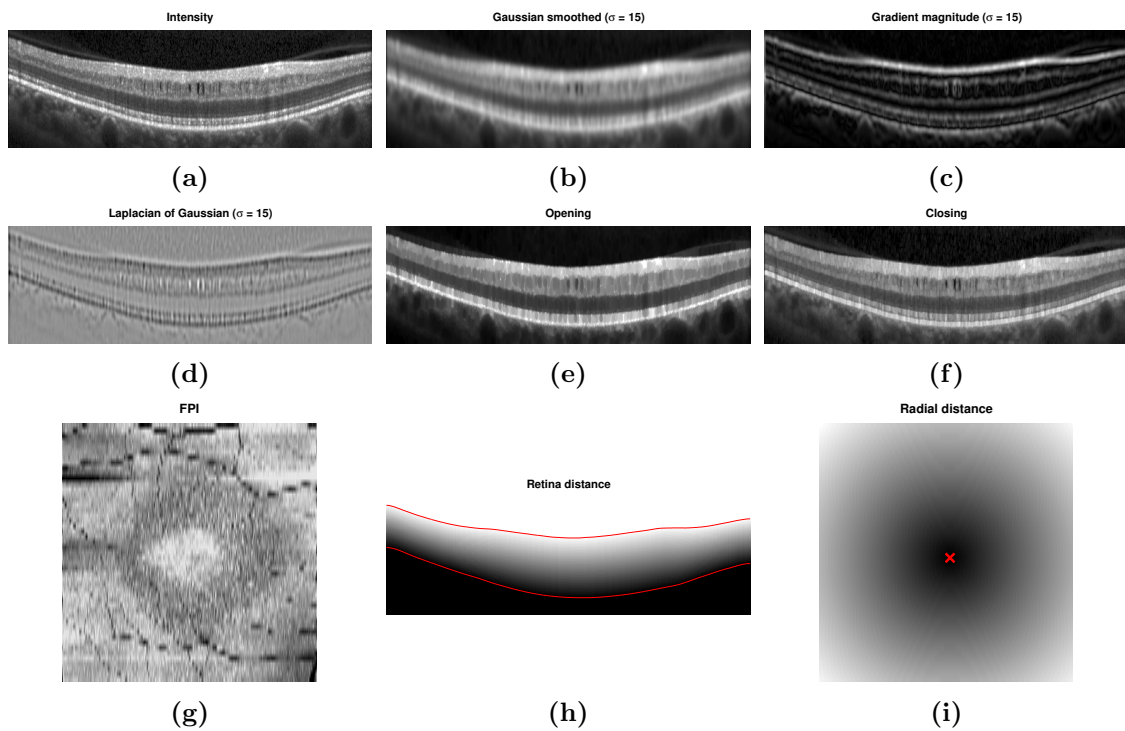 Intensity
Gaussian smoothed (σ = 15)
Gradient magnitude (σ = 15)
(a)
(b)
(c)
Laplacian of Gaussian (σ = 15)
Opening
Closing
(d)
(e)
(f)
FPI
Retina distance
Radial distance
(g)
(h)
(i)